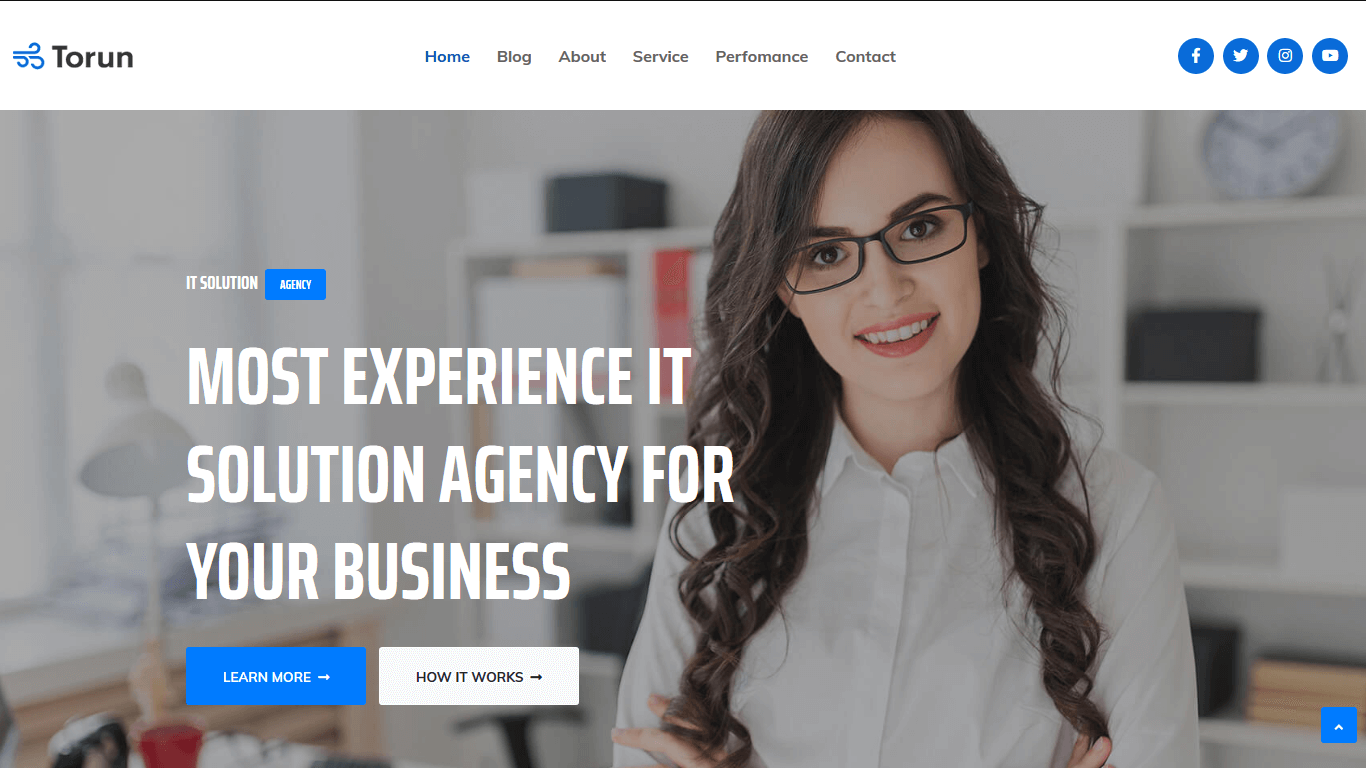 Torun
Home Blog About Service Perfomance Contact
IT SOLUTION AGENCY
MOST EXPERIENCE IT
SOLUTION AGENCY FOR
YOUR BUSINESS
LEARN MORE → HOW IT WORKS →